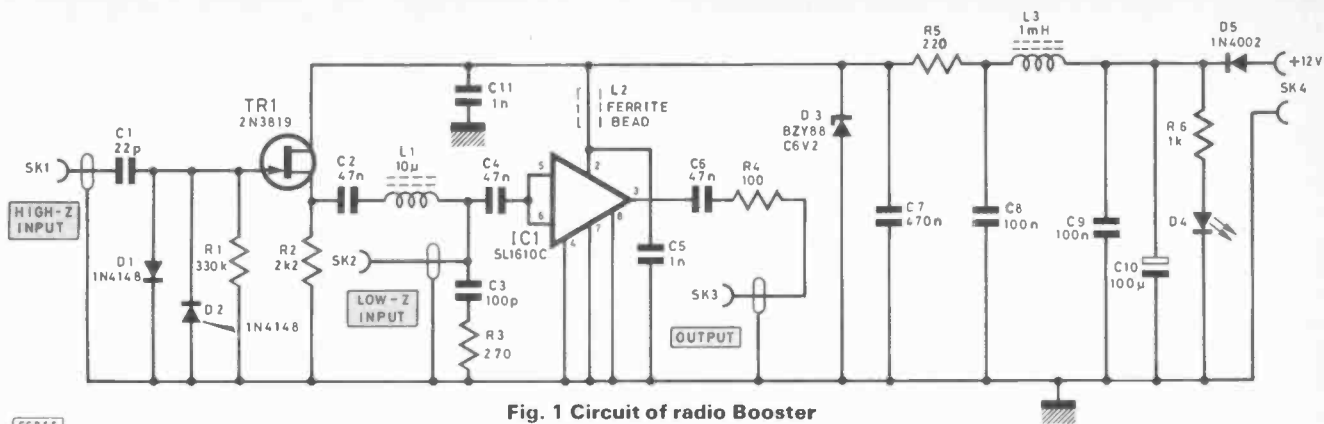 C1
22p
SK1
HIGH-Z
INPUT
D1
1N4148
D2
1N4148
R1
330k
TR1
2N3819
R2
2k2
C2
47n
L1
10µ
SK2
LOW-Z
INPUT
C3
100p
R3
270
C11
1n
C4
47n
L2
FERRITE
BEAD
5
6
2
3
4
7
8
IC1
SL1610C
C5
1n
C6
47n
R4
100
SK3
OUTPUT
D3
BZY88
C6V2
C7
470n
R5
220
C8
100n
L3
1mH
C9
100n
C10
100µ
R6
1k
D4
D5
1N4002
+12V
SK4
Fig. 1 Circuit of radio Booster